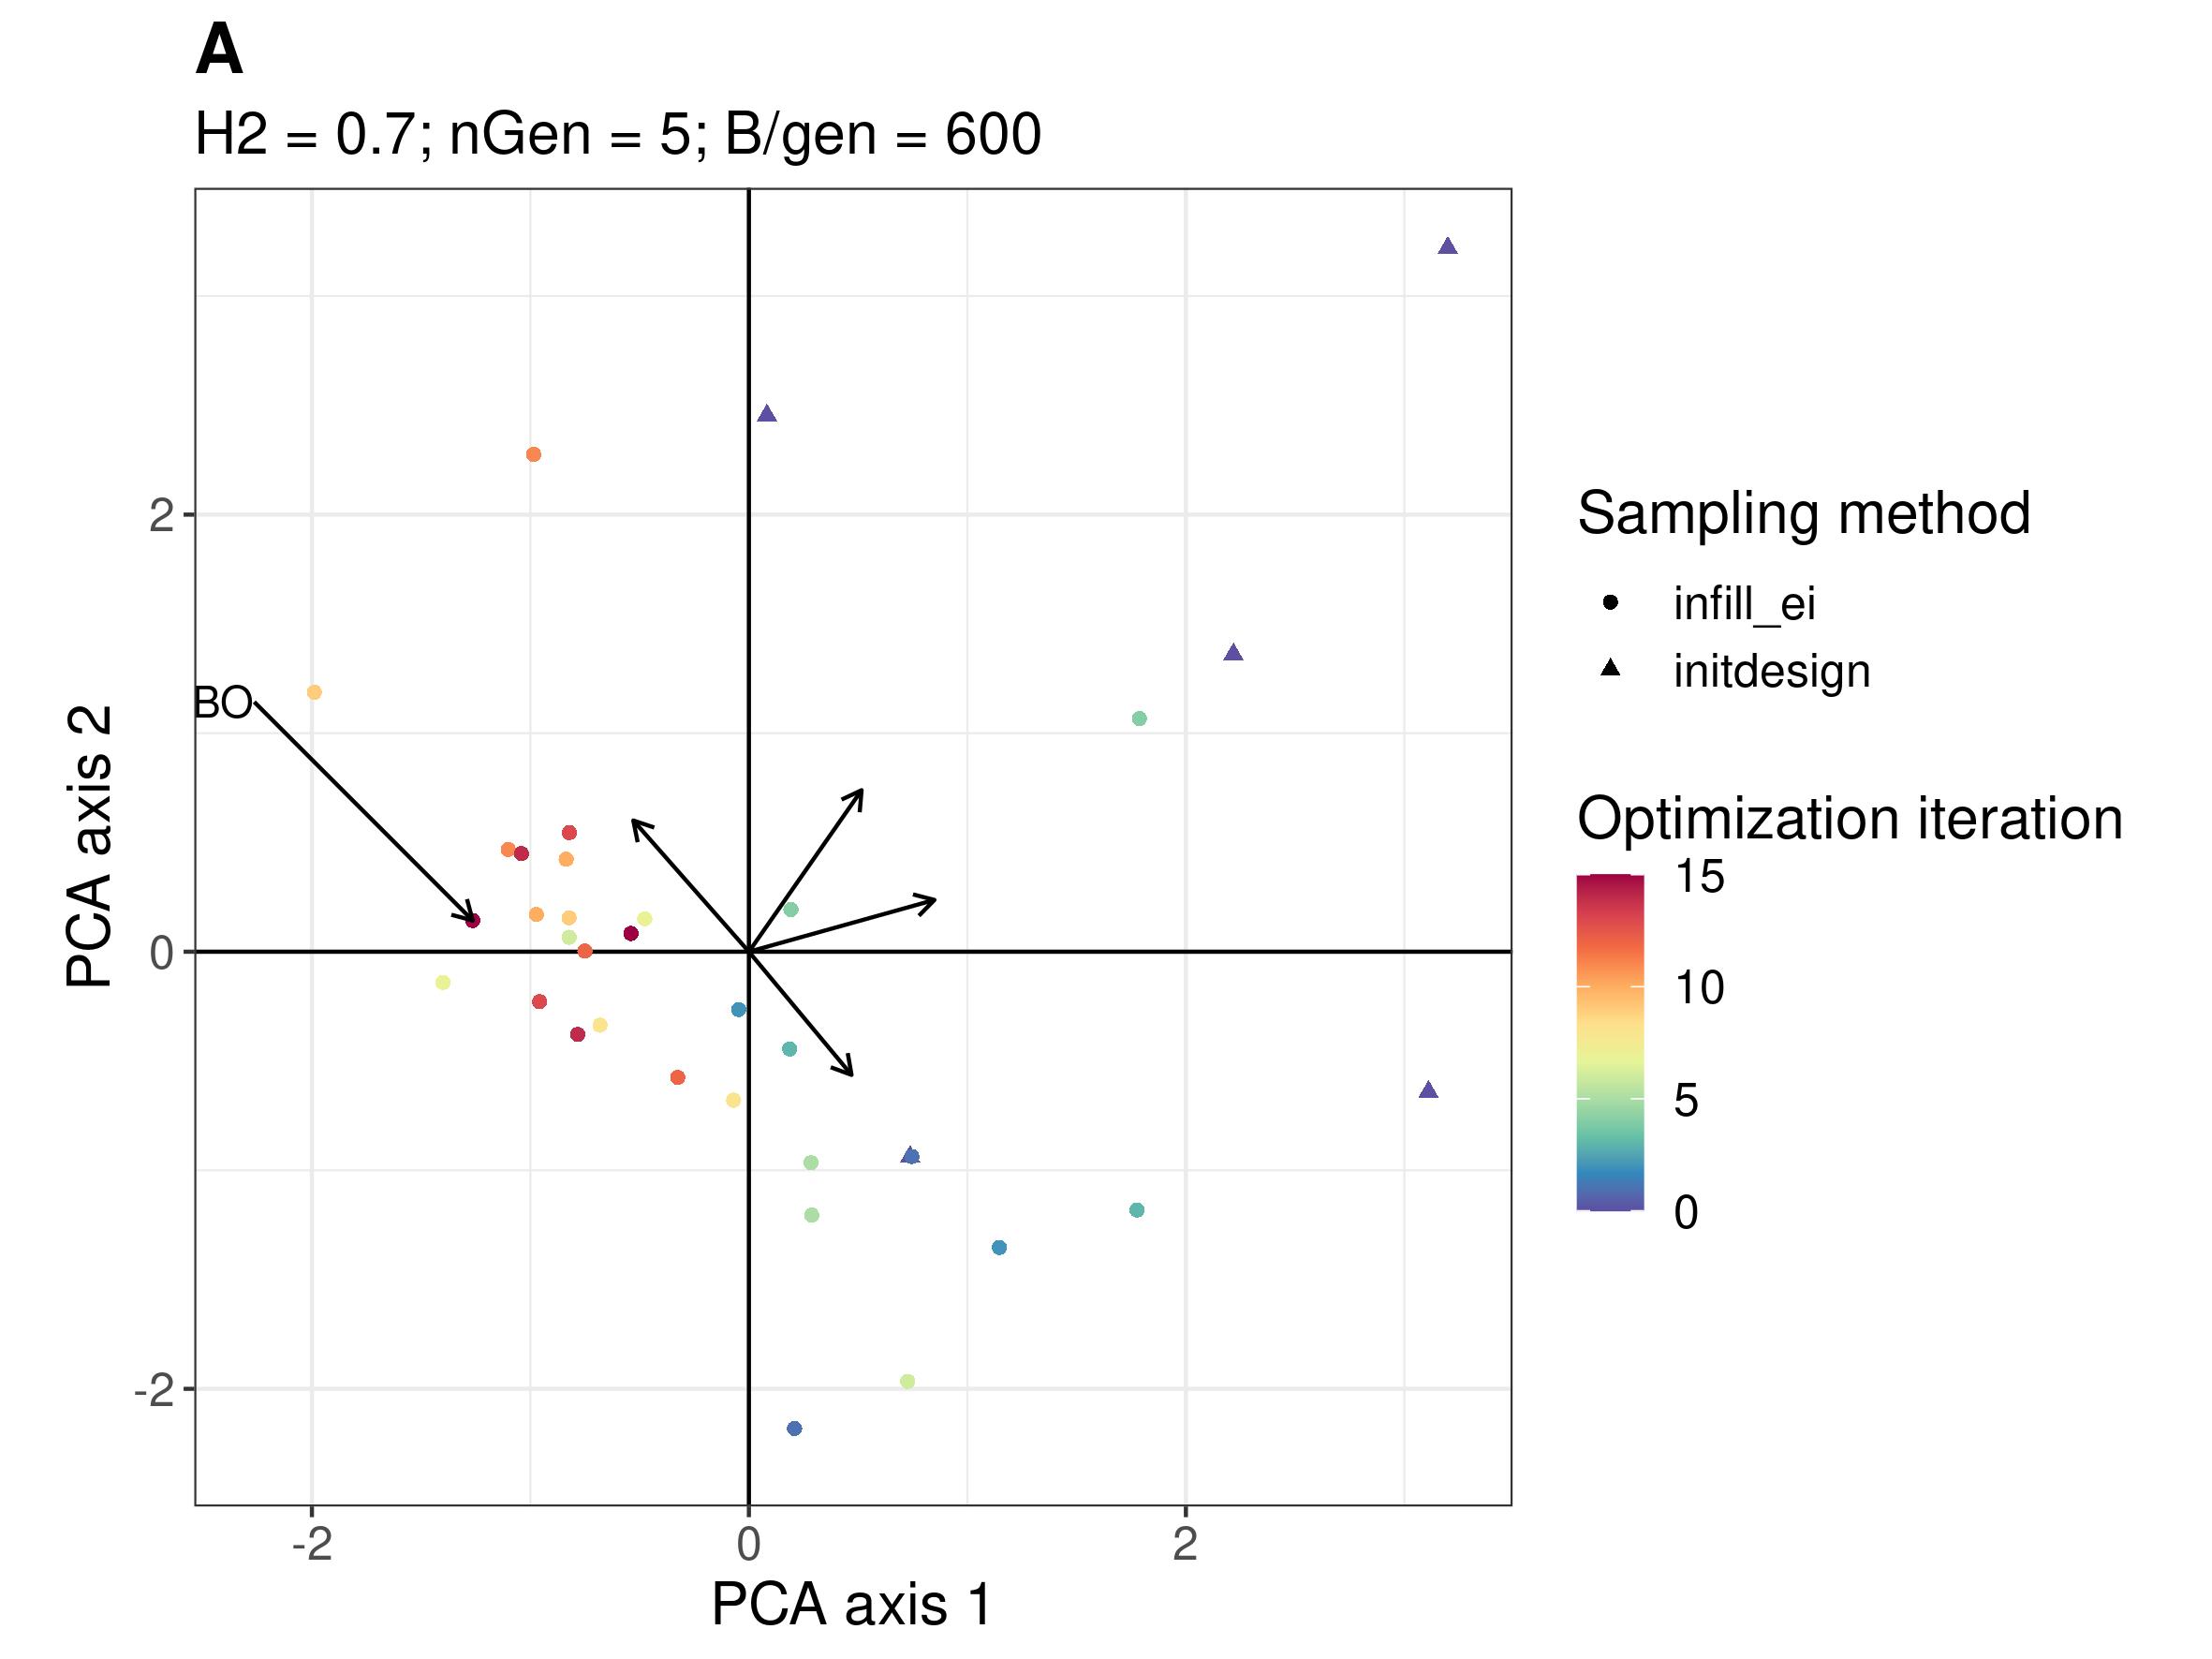 A
H2 = 0.7; nGen = 5; B/gen = 600
PCA axis 2
2
0
-2
BO
-2
0
2
PCA axis 1
Sampling method
infill_ei
initdesign
Optimization iteration
15
10
5
0